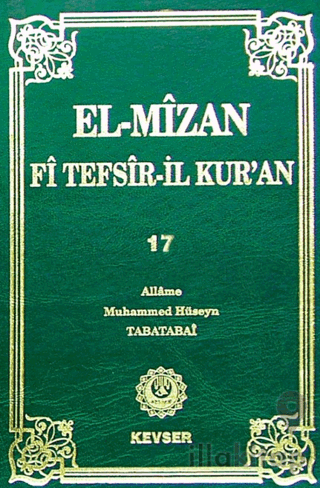 EL-MÎZAN
FÎ TEFSÎR-İL KUR'AN
17
Allâme
Muhammed Hüseyn
TABATABAÎ
KEVSER